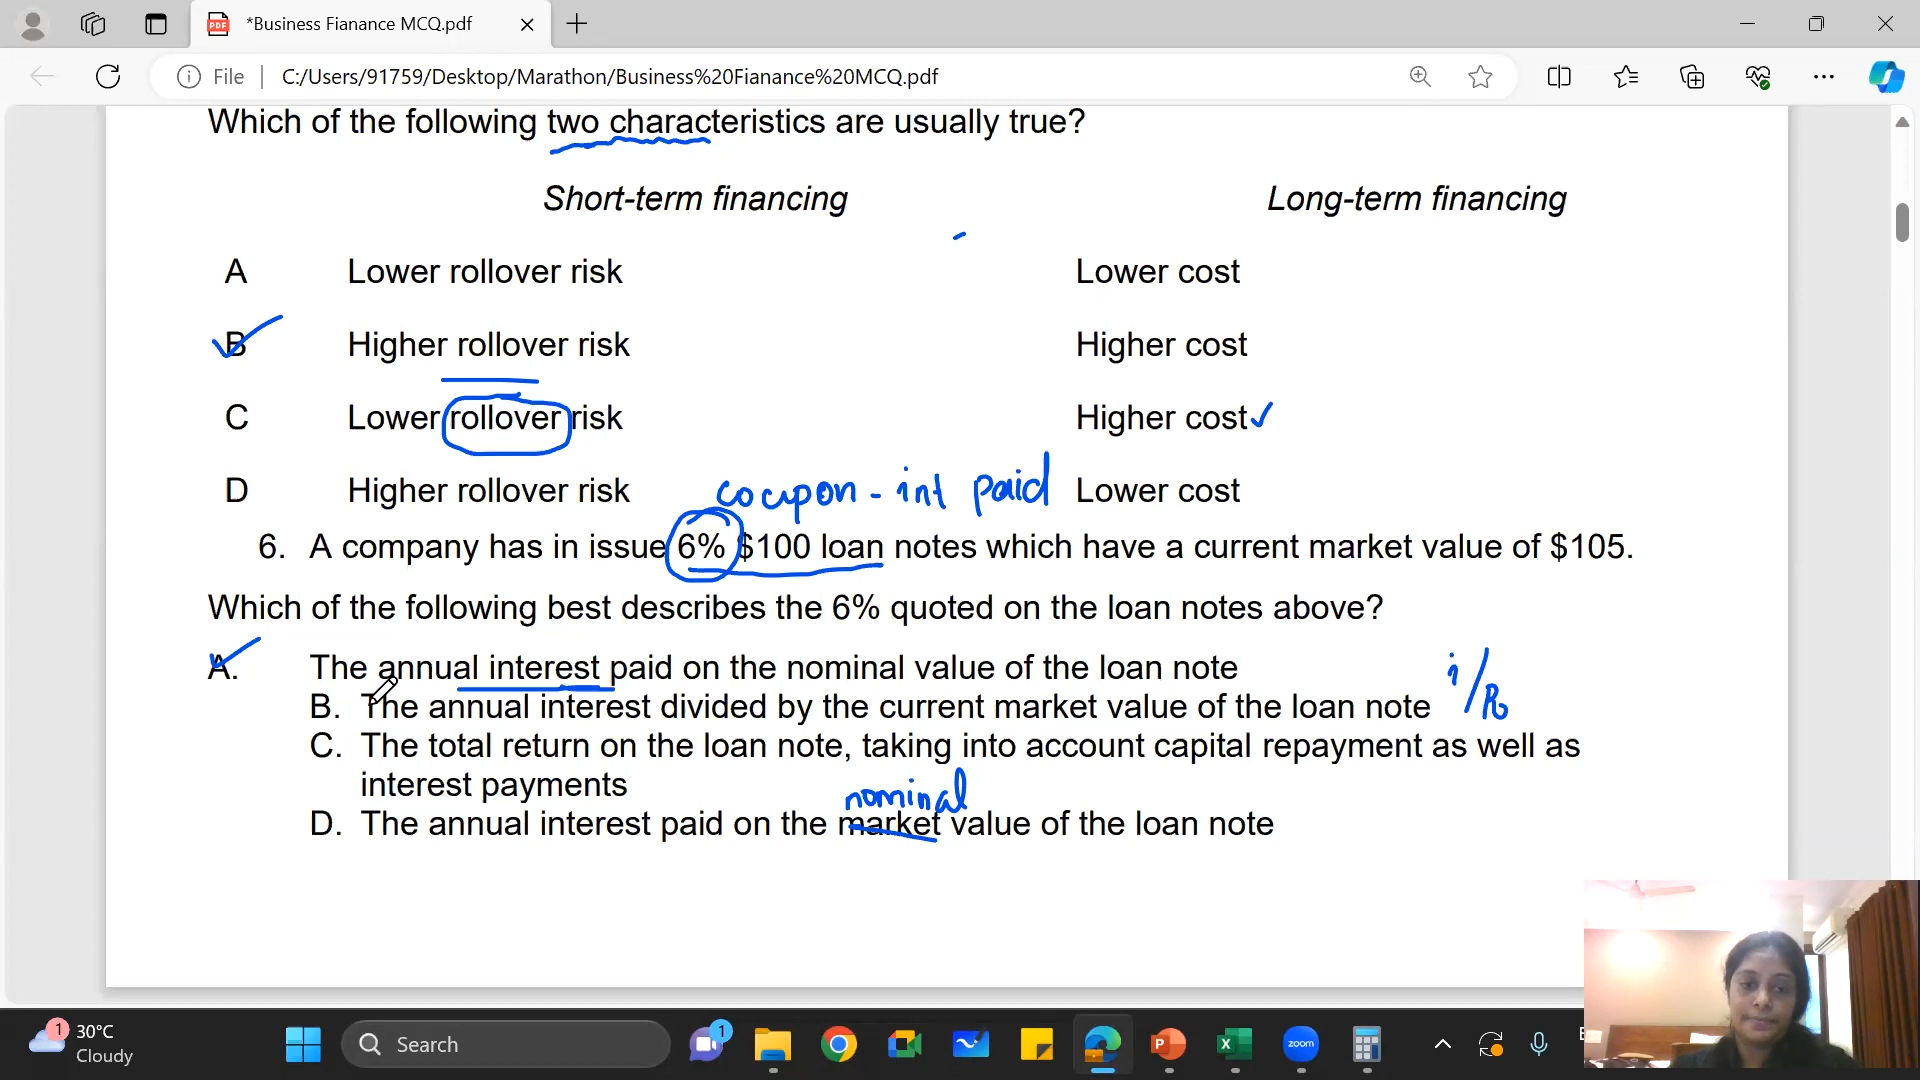 *Business Fianance MCQ.pdf
File
C:/Users/91759/Desktop/Marathon/Business%20Fianance%20MCQ.pdf
Which of the following two characteristics are usually true?
Short-term financing Long-term financing
A Lower rollover risk Lower cost
B Higher rollover risk Higher cost
C Lower rollover risk Higher cost
D Higher rollover risk Lower cost
coupon - int paid
6. A company has in issue 6% $100 loan notes which have a current market value of $105.
Which of the following best describes the 6% quoted on the loan notes above?
A. The annual interest paid on the nominal value of the loan note
B. The annual interest divided by the current market value of the loan note
i/P₀
C. The total return on the loan note, taking into account capital repayment as well as
interest payments
nominal
D. The annual interest paid on the market value of the loan note
1
30°C
Cloudy
Search
1
zoom